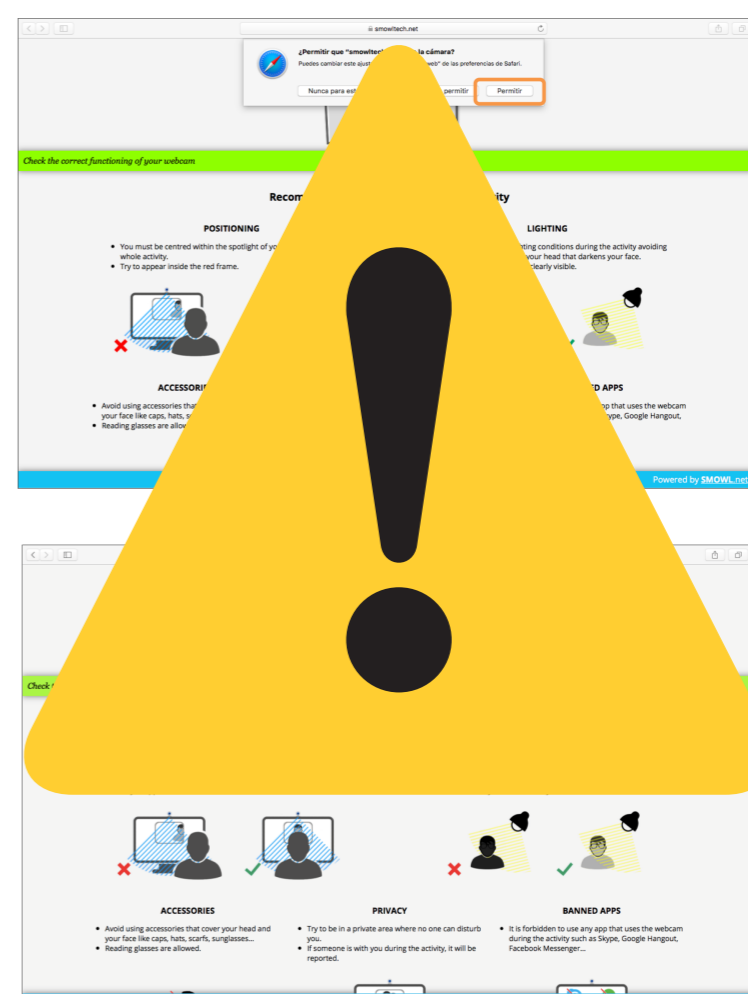 smowltech.net
¿Permitir que "smowltec la cámara?
Puedes cambiar este ajust web" de las preferencias de Safari.
Nunca para est permitir Permitir
Check the correct functioning of your webcam
Recom ity
POSITIONING
LIGHTING
• You must be centred within the spotlight of yo
whole activity.
• Try to appear inside the red frame.
ting conditions during the activity avoiding
your head that darkens your face.
clearly visible.
ACCESSORI
D APPS
• Avoid using accessories that
your face like caps, hats, s
• Reading glasses are allow
pp that uses the webcam
ype, Google Hangout,
Powered by SMOWL.net
Check
ACCESSORIES
PRIVACY
BANNED APPS
• Avoid using accessories that cover your head and
your face like caps, hats, scarfs, sunglasses...
• Reading glasses are allowed.
• Try to be in a private area where no one can disturb
you.
• If someone is with you during the activity, it will be
reported.
• It is forbidden to use any app that uses the webcam
during the activity such as Skype, Google Hangout,
Facebook Messenger...